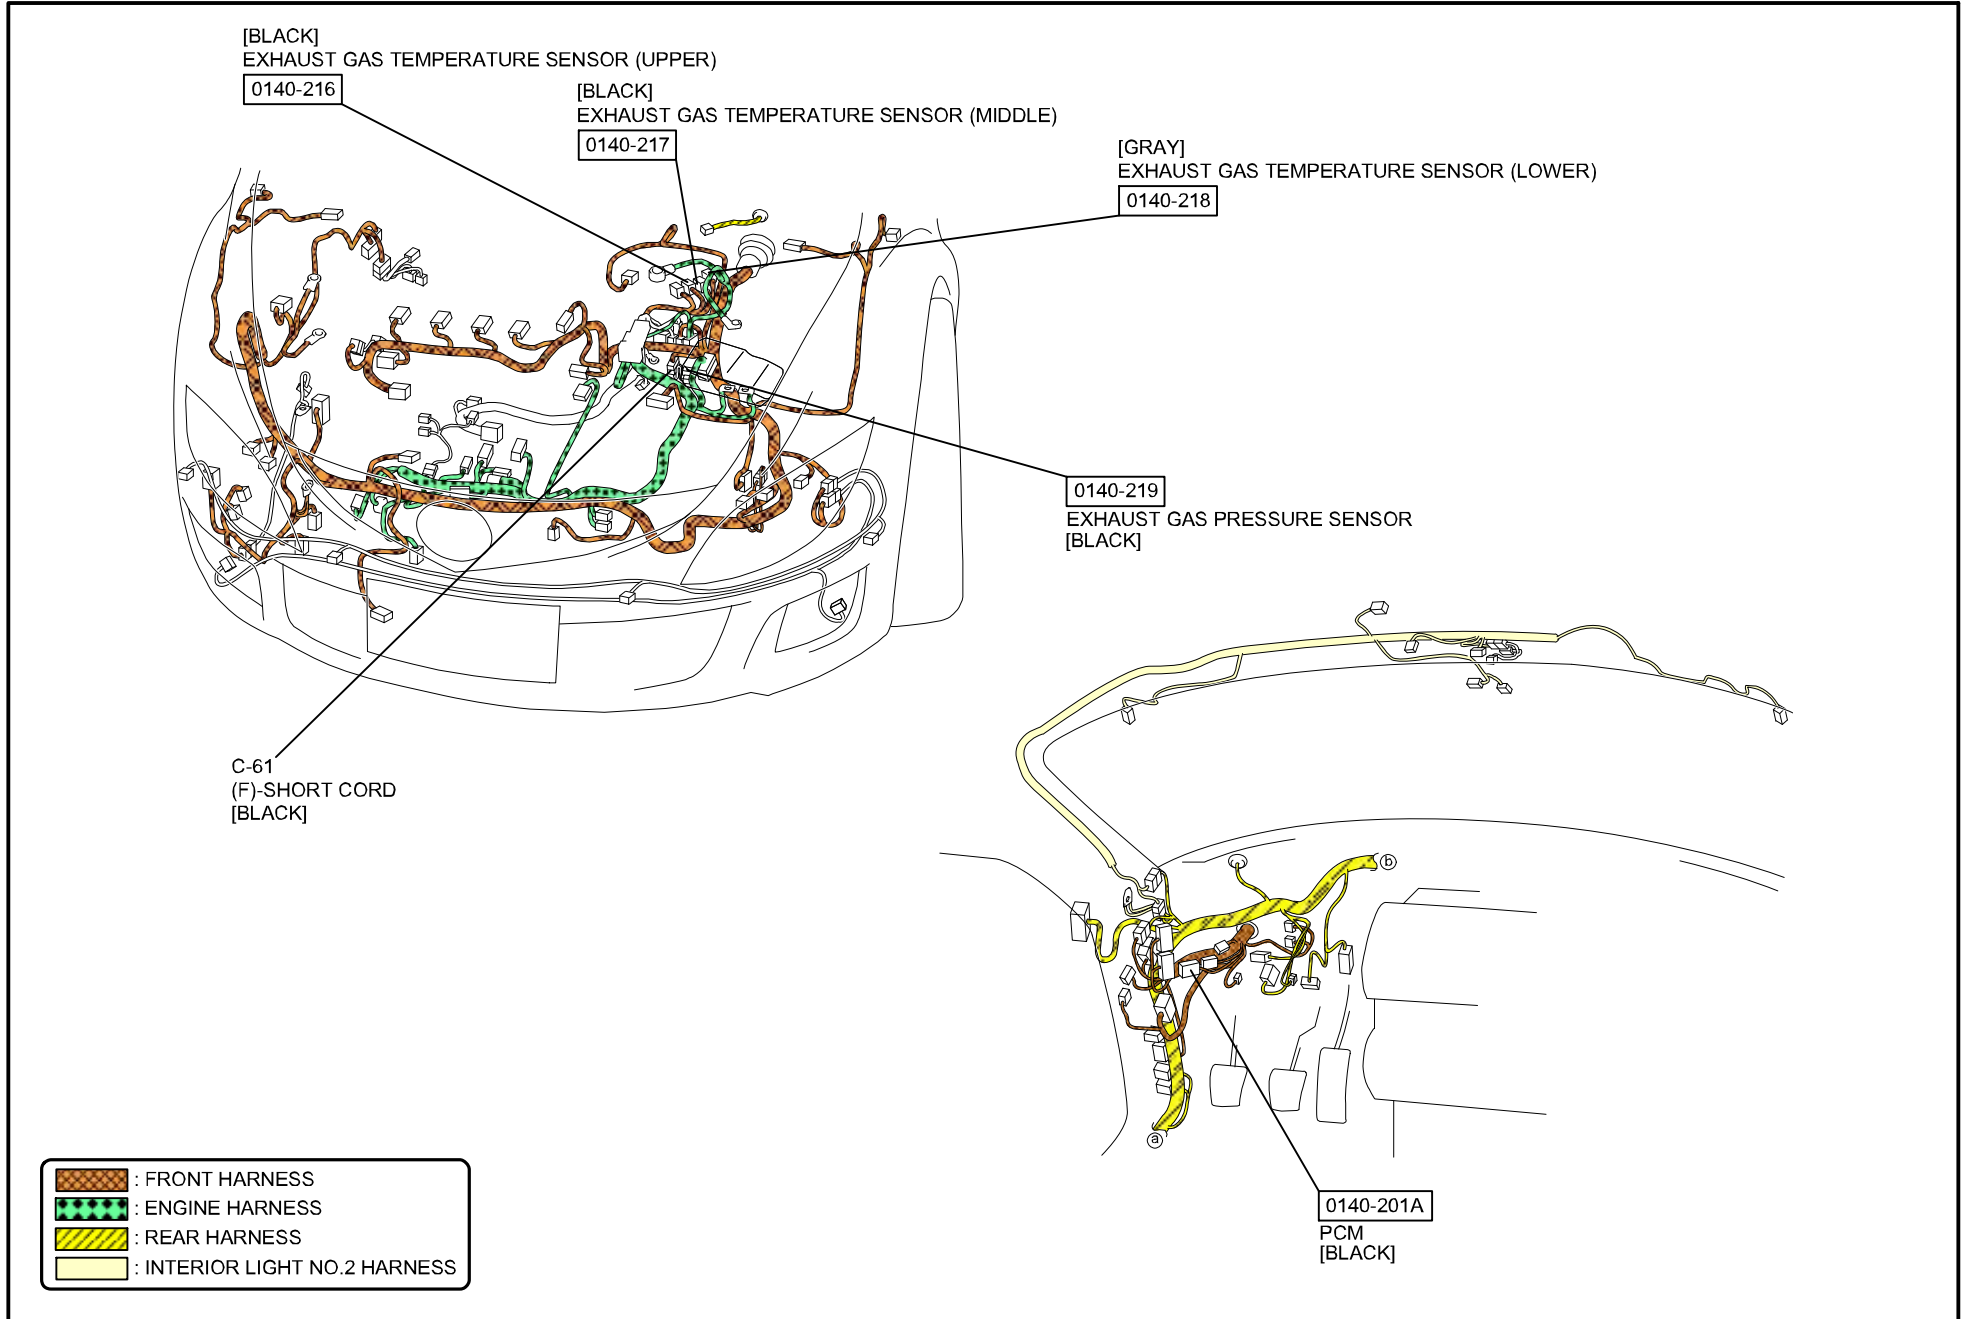 [BLACK]
EXHAUST GAS TEMPERATURE SENSOR (UPPER)
0140-216
[BLACK]
EXHAUST GAS TEMPERATURE SENSOR (MIDDLE)
0140-217
[GRAY]
EXHAUST GAS TEMPERATURE SENSOR (LOWER)
0140-218
0140-219
EXHAUST GAS PRESSURE SENSOR
[BLACK]
C-61
(F)-SHORT CORD
[BLACK]
b
a
0140-201A
PCM
[BLACK]
: FRONT HARNESS
: ENGINE HARNESS
: REAR HARNESS
: INTERIOR LIGHT NO.2 HARNESS